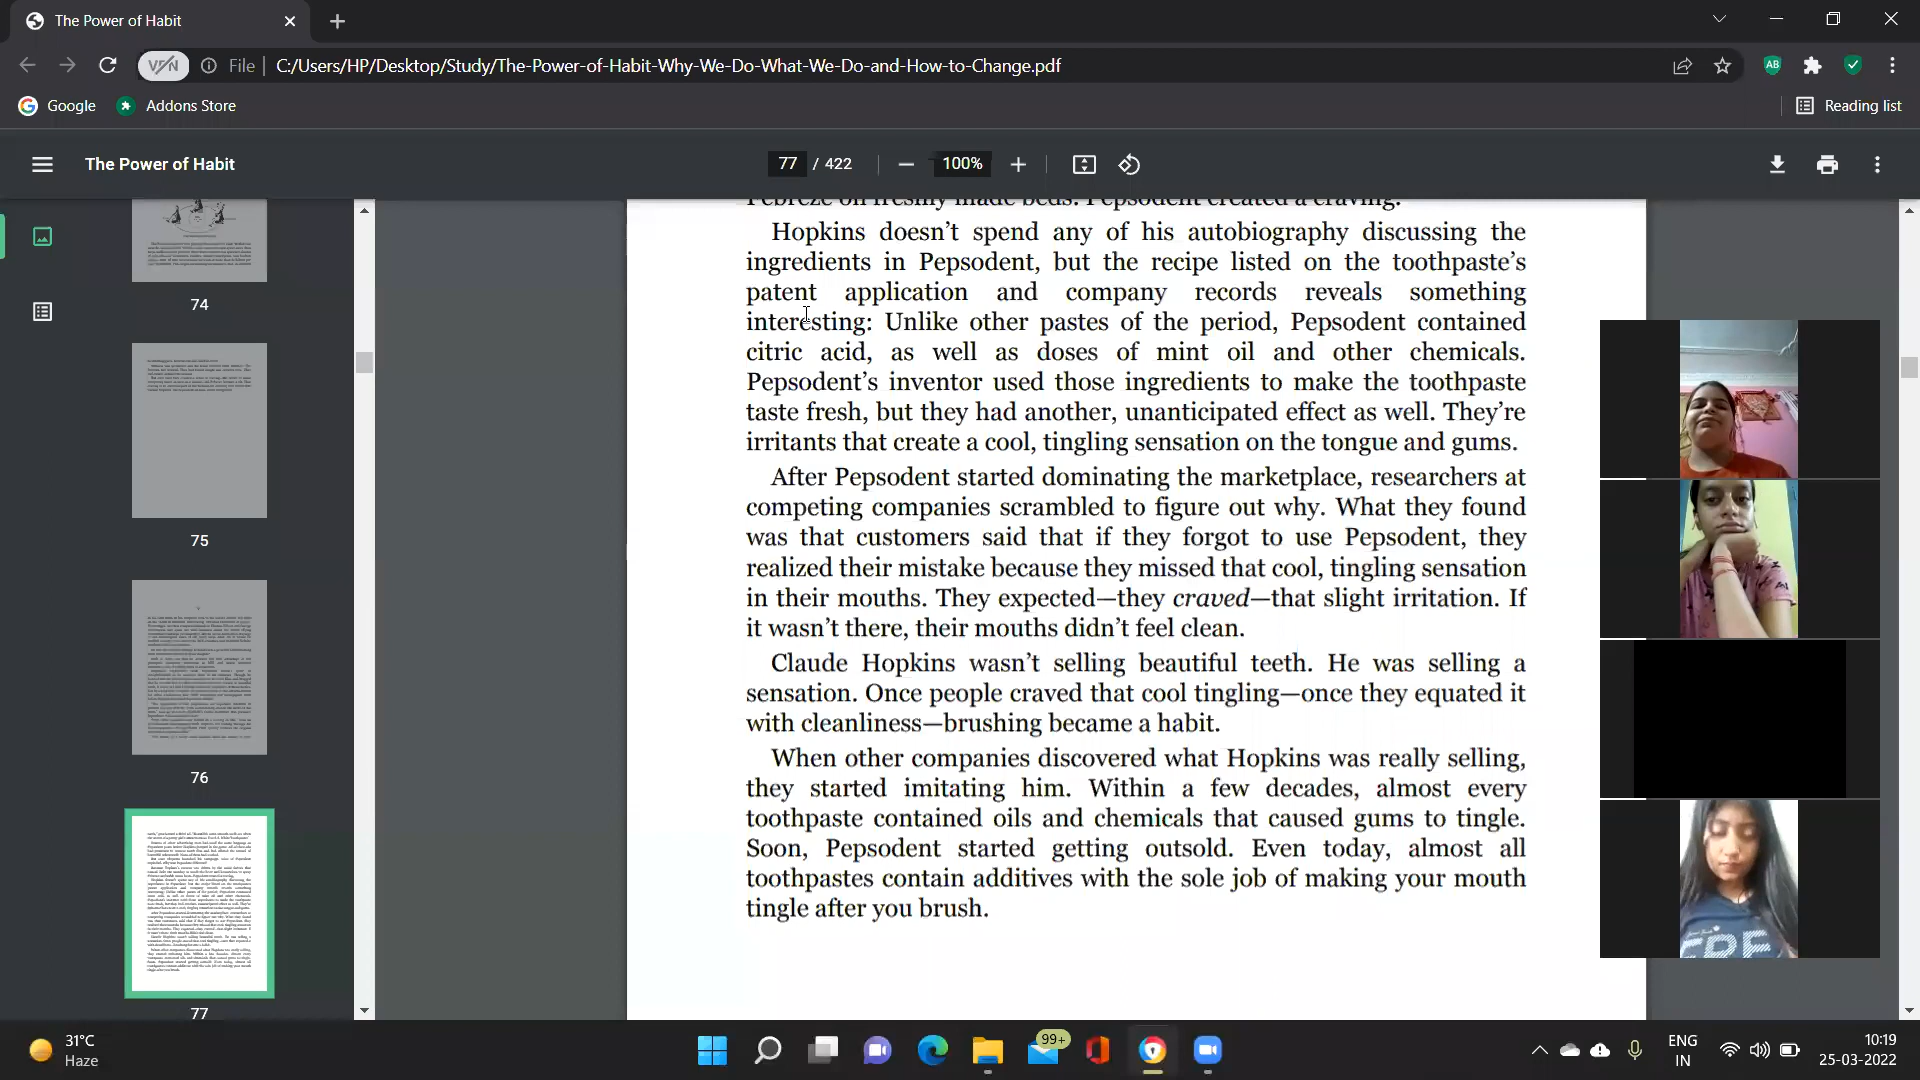 The Power of Habit
VPN
File
C:/Users/HP/Desktop/Study/The-Power-of-Habit-Why-We-Do-What-We-Do-and-How-to-Change.pdf
AB
Google
Addons Store
Reading list
The Power of Habit
77 / 422
100%
Febreze on freshly made beds. Pepsodent created a craving.
Hopkins doesn’t spend any of his autobiography discussing the
ingredients in Pepsodent, but the recipe listed on the toothpaste’s
patent application and company records reveals something
interesting: Unlike other pastes of the period, Pepsodent contained
citric acid, as well as doses of mint oil and other chemicals.
Pepsodent’s inventor used those ingredients to make the toothpaste
taste fresh, but they had another, unanticipated effect as well. They’re
irritants that create a cool, tingling sensation on the tongue and gums.
After Pepsodent started dominating the marketplace, researchers at
competing companies scrambled to figure out why. What they found
was that customers said that if they forgot to use Pepsodent, they
realized their mistake because they missed that cool, tingling sensation
in their mouths. They expected—they craved—that slight irritation. If
it wasn’t there, their mouths didn’t feel clean.
Claude Hopkins wasn’t selling beautiful teeth. He was selling a
sensation. Once people craved that cool tingling—once they equated it
with cleanliness—brushing became a habit.
When other companies discovered what Hopkins was really selling,
they started imitating him. Within a few decades, almost every
toothpaste contained oils and chemicals that caused gums to tingle.
Soon, Pepsodent started getting outsold. Even today, almost all
toothpastes contain additives with the sole job of making your mouth
tingle after you brush.
74
75
76
77
31°C
Haze
99+
ENG
IN
10:19
25-03-2022